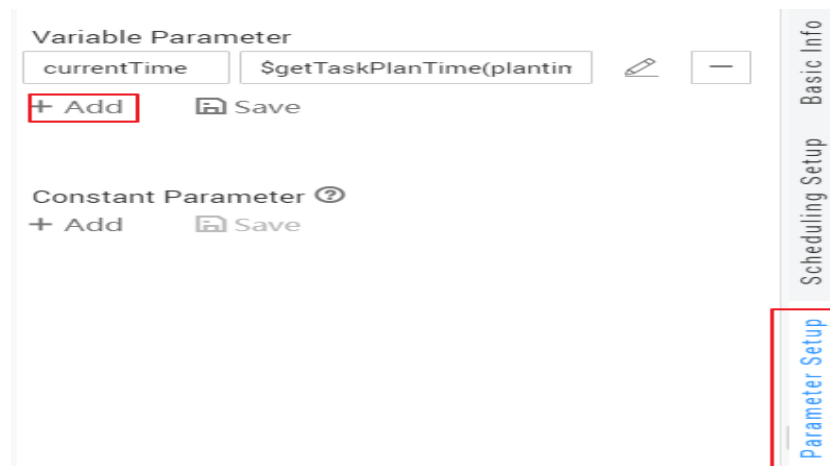 Variable Parameter
currentTime $getTaskPlanTime(plantin
+ Add Save
Constant Parameter ?
+ Add Save
Basic Info
Scheduling Setup
Parameter Setup